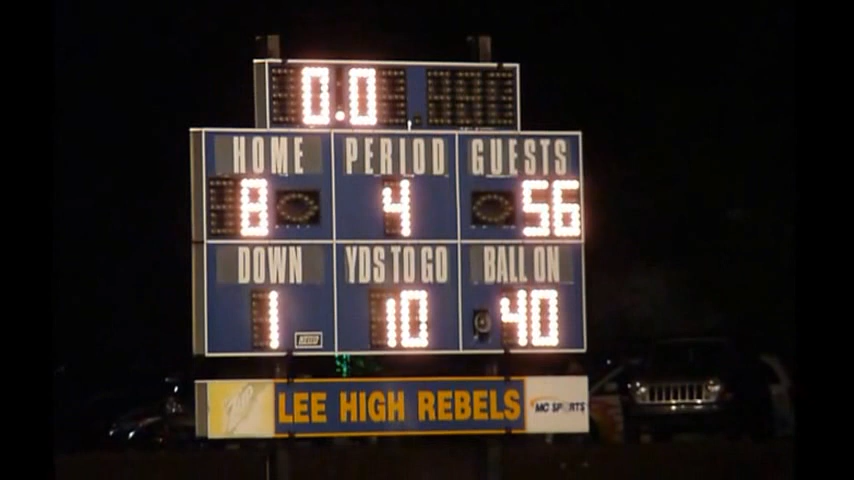 0.0
HOME PERIOD GUESTS
8 4 56
DOWN YDS TO GO BALL ON
1 10 40
LEE HIGH REBELS
MC SPORTS